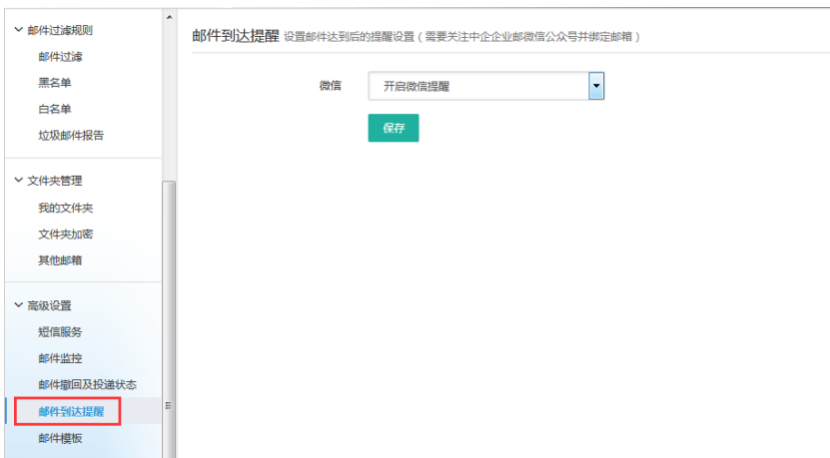 邮件过滤规则
邮件过滤
黑名单
白名单
垃圾邮件报告
文件夹管理
我的文件夹
文件夹加密
其他邮箱
高级设置
短信服务
邮件监控
邮件撤回及投递状态
邮件到达提醒
邮件模板
邮件到达提醒 设置邮件达到后的提醒设置（需要关注中企企业邮微信公众号并绑定邮箱）
微信 开启微信提醒
保存